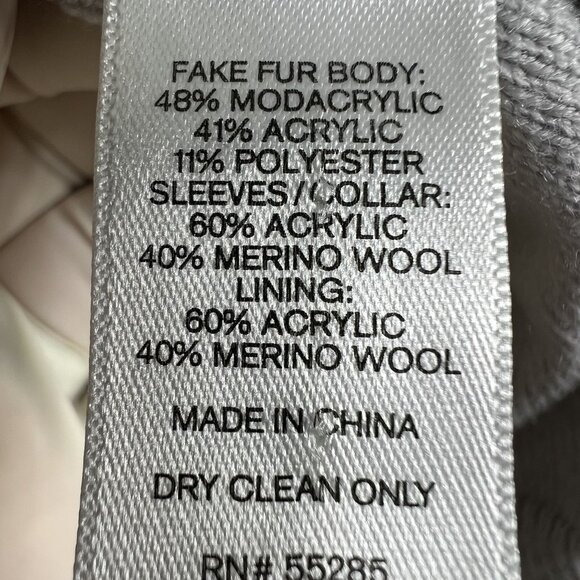 FAKE FUR BODY:
48% MODACRYLIC
41% ACRYLIC
11% POLYESTER
SLEEVES/COLLAR:
60% ACRYLIC
40% MERINO WOOL
LINING:
60% ACRYLIC
40% MERINO WOOL
MADE IN CHINA
DRY CLEAN ONLY
RN# 55285